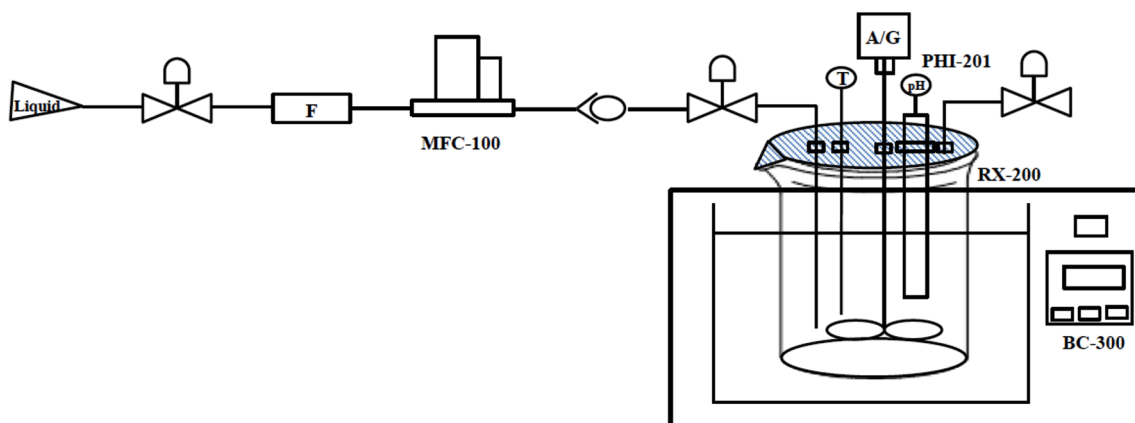 A/G
PHI-201
T
pH
Liquid
F
MFC-100
RX-200
BC-300